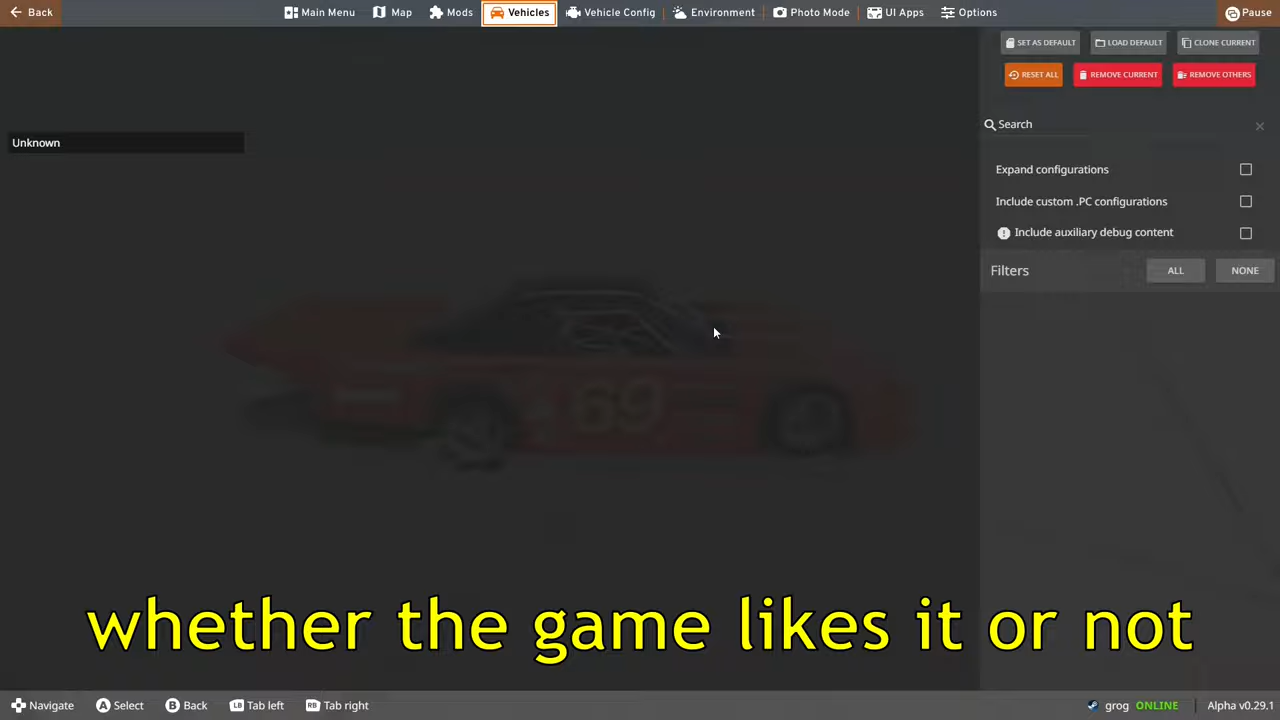 Back
Main Menu
Map
Mods
Vehicles
Vehicle Config
Environment
Photo Mode
UI Apps
Options
Pause
SET AS DEFAULT
LOAD DEFAULT
CLONE CURRENT
RESET ALL
REMOVE CURRENT
REMOVE OTHERS
Search
Unknown
Expand configurations
Include custom .PC configurations
Include auxiliary debug content
Filters
ALL
NONE
69
whether the game likes it or not
Navigate
A Select
B Back
LB Tab left
RB Tab right
grog ONLINE
Alpha v0.29.1